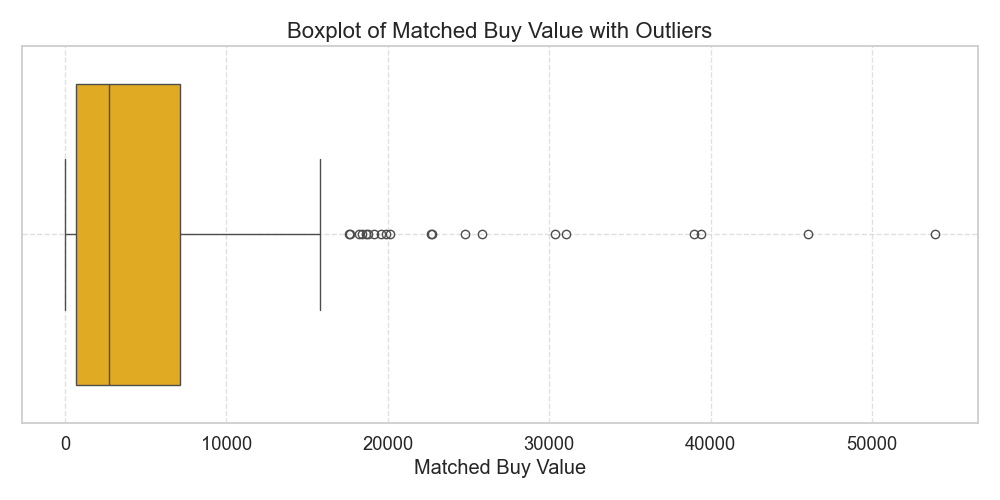 Boxplot of Matched Buy Value with Outliers
0 10000 20000 30000 40000 50000
Matched Buy Value